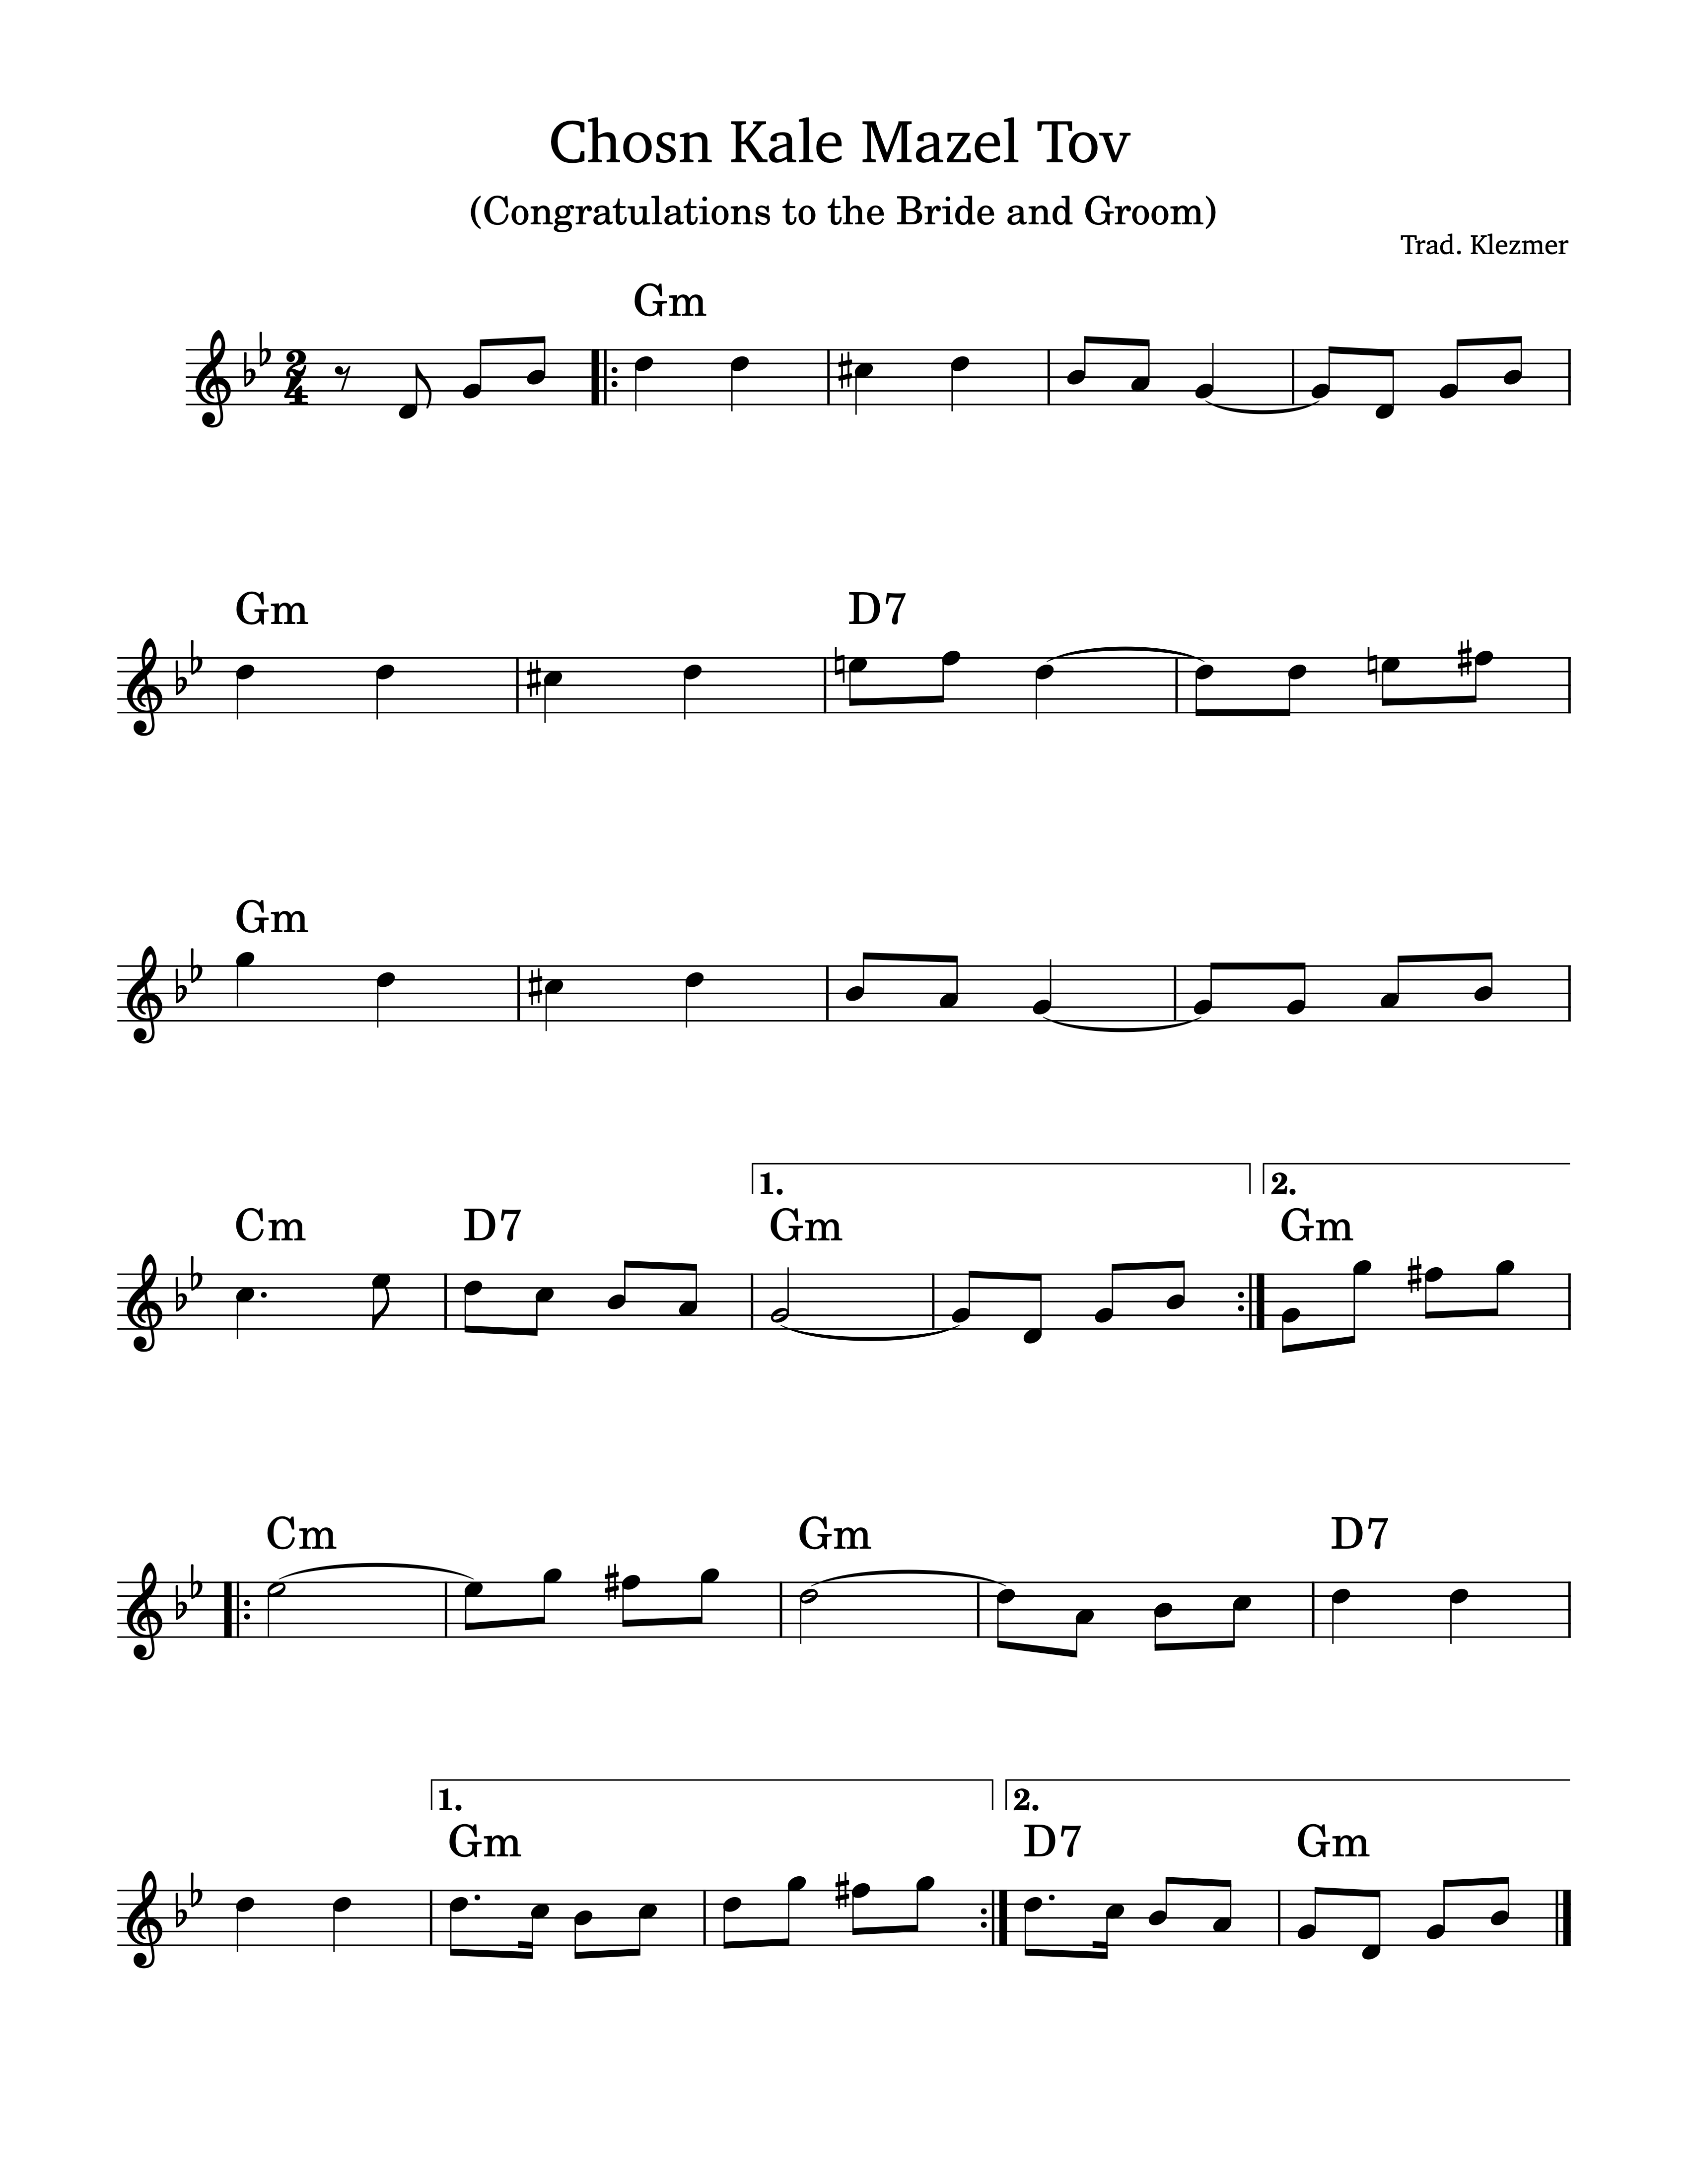 Chosn Kale Mazel Tov
(Congratulations to the Bride and Groom)
Trad. Klezmer
Gm
2
4
Gm D7
Gm
1. 2.
Cm D7 Gm Gm
Cm Gm D7
1. 2.
Gm D7 Gm